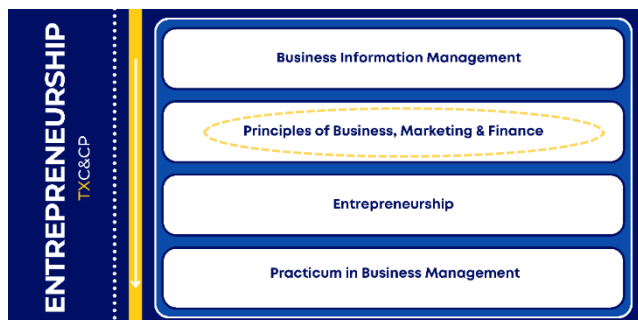 ENTREPRENEURSHIP
TXC&CP
Business Information Management
Principles of Business, Marketing & Finance
Entrepreneurship
Practicum in Business Management